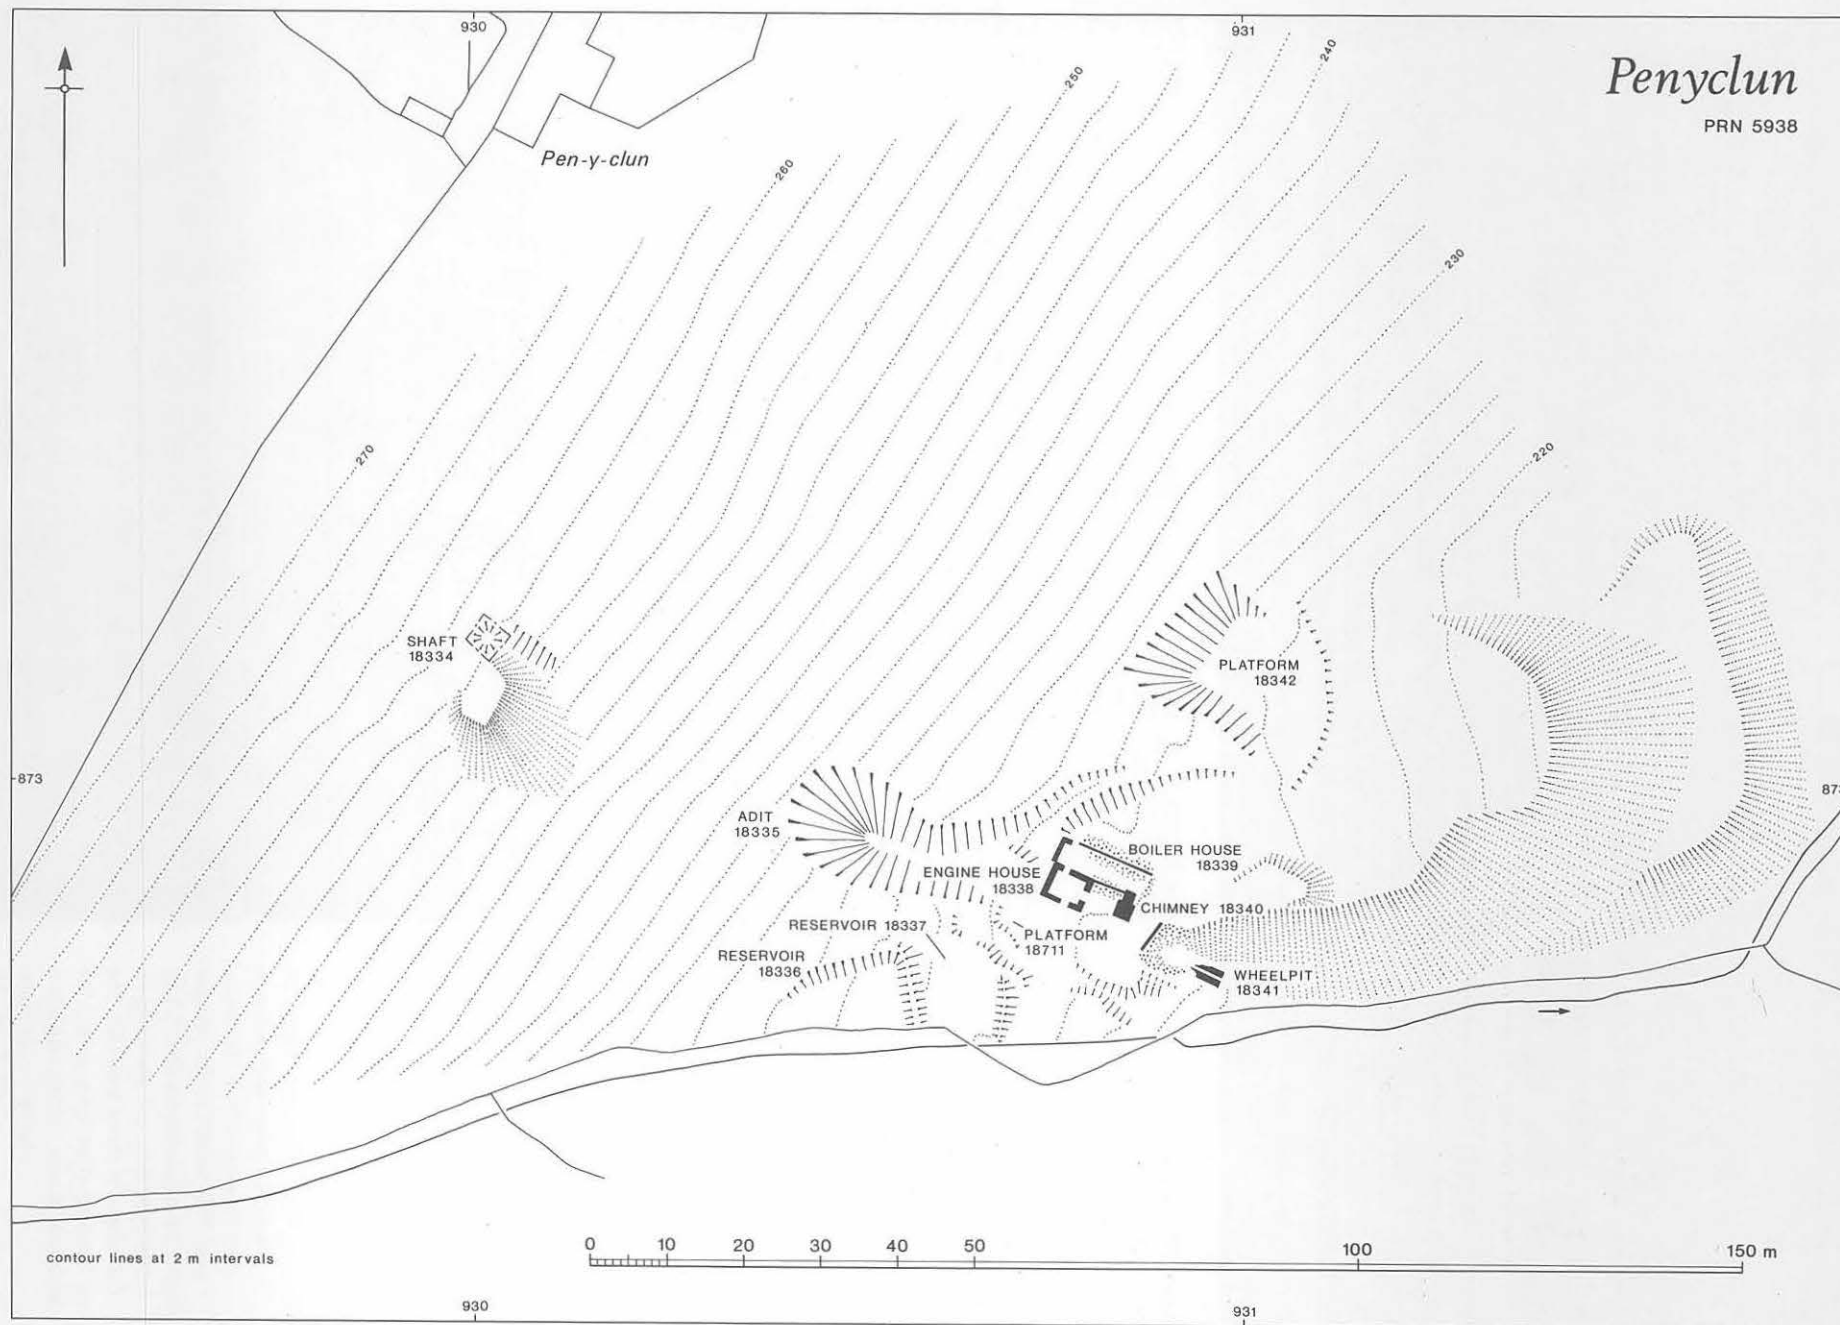 930
931
Penyclun
PRN 5938
240
250
Pen-y-clun
260
230
270
220
SHAFT
18334
PLATFORM
18342
873
873
ADIT
18335
BOILER HOUSE
18339
ENGINE HOUSE
18338
CHIMNEY 18340
RESERVOIR 18337
PLATFORM
18711
RESERVOIR
18336
WHEELPIT
18341
contour lines at 2 m intervals
0 10 20 30 40 50 100 150 m
930
931